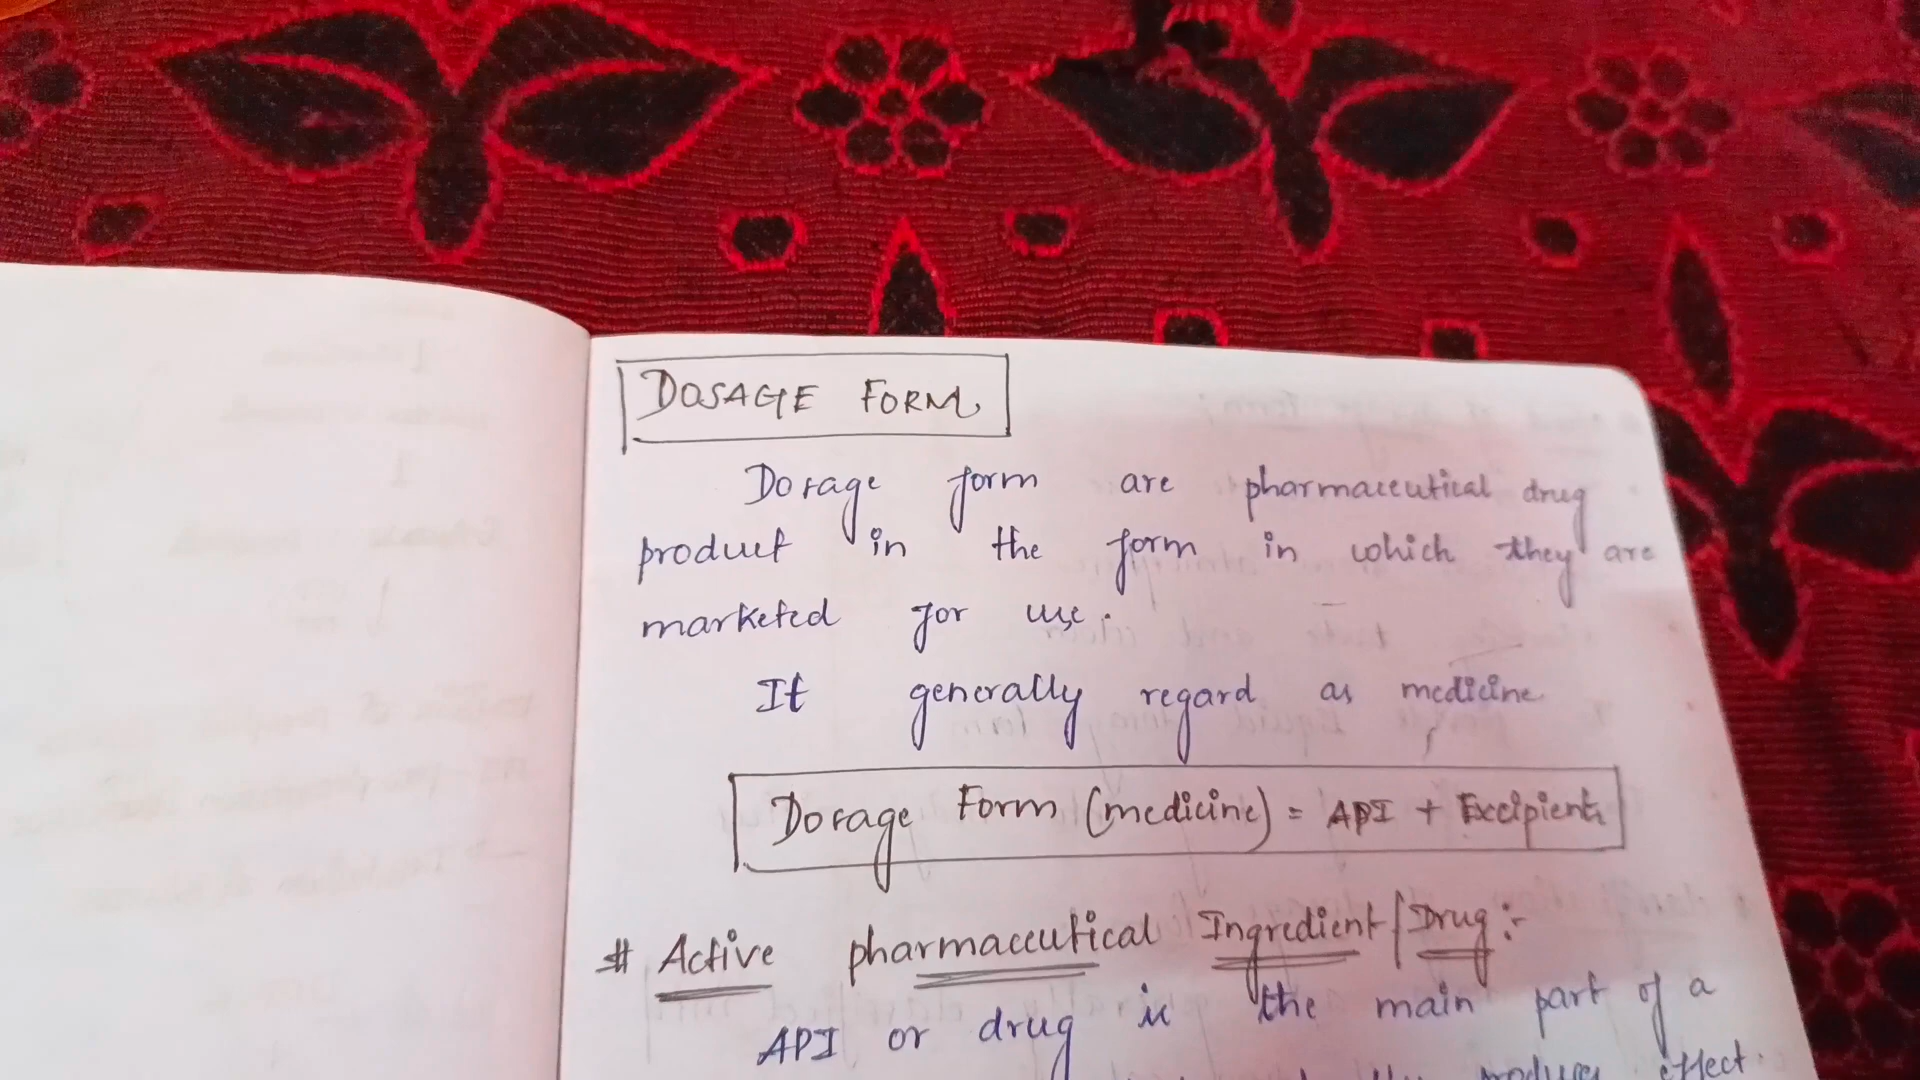 DOSAGE FORM
Dosage form are pharmaceutical drug
product in the form in which they are
marketed for use.
It generally regard as medicine
Dosage Form (medicine) = API + Excipients
# Active pharmaceutical Ingredient / Drug :-
API or drug is the main part of a
produces effect.